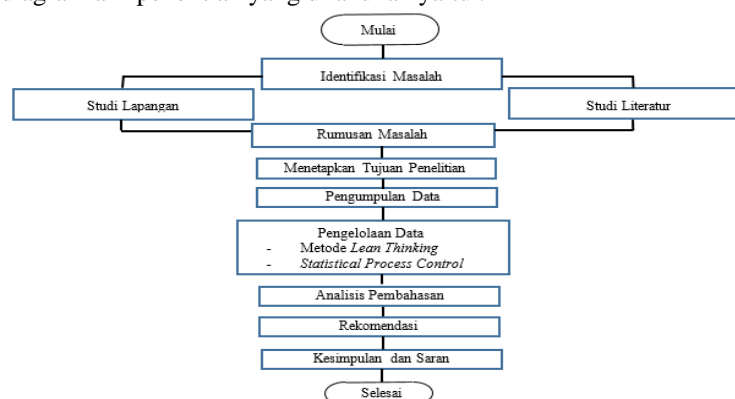 Mulai
Identifikasi Masalah
Studi Lapangan
Studi Literatur
Rumusan Masalah
Menetapkan Tujuan Penelitian
Pengumpulan Data
Pengelolaan Data
- Metode Lean Thinking
- Statistical Process Control
Analisis Pembahasan
Rekomendasi
Kesimpulan dan Saran
Selesai